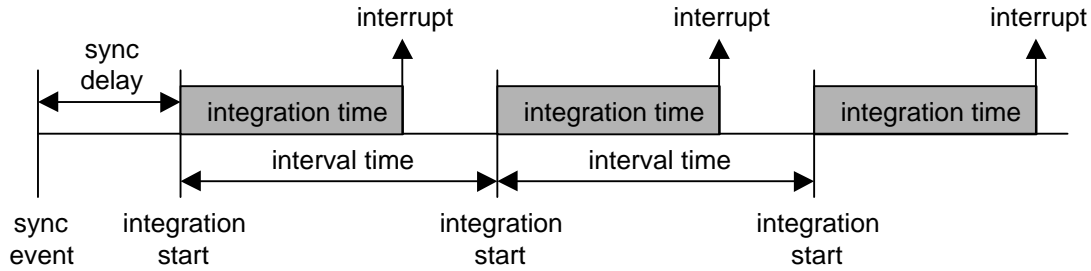 interrupt
interrupt
interrupt
sync
delay
integration time
integration time
integration time
interval time
interval time
sync
event
integration
start
integration
start
integration
start